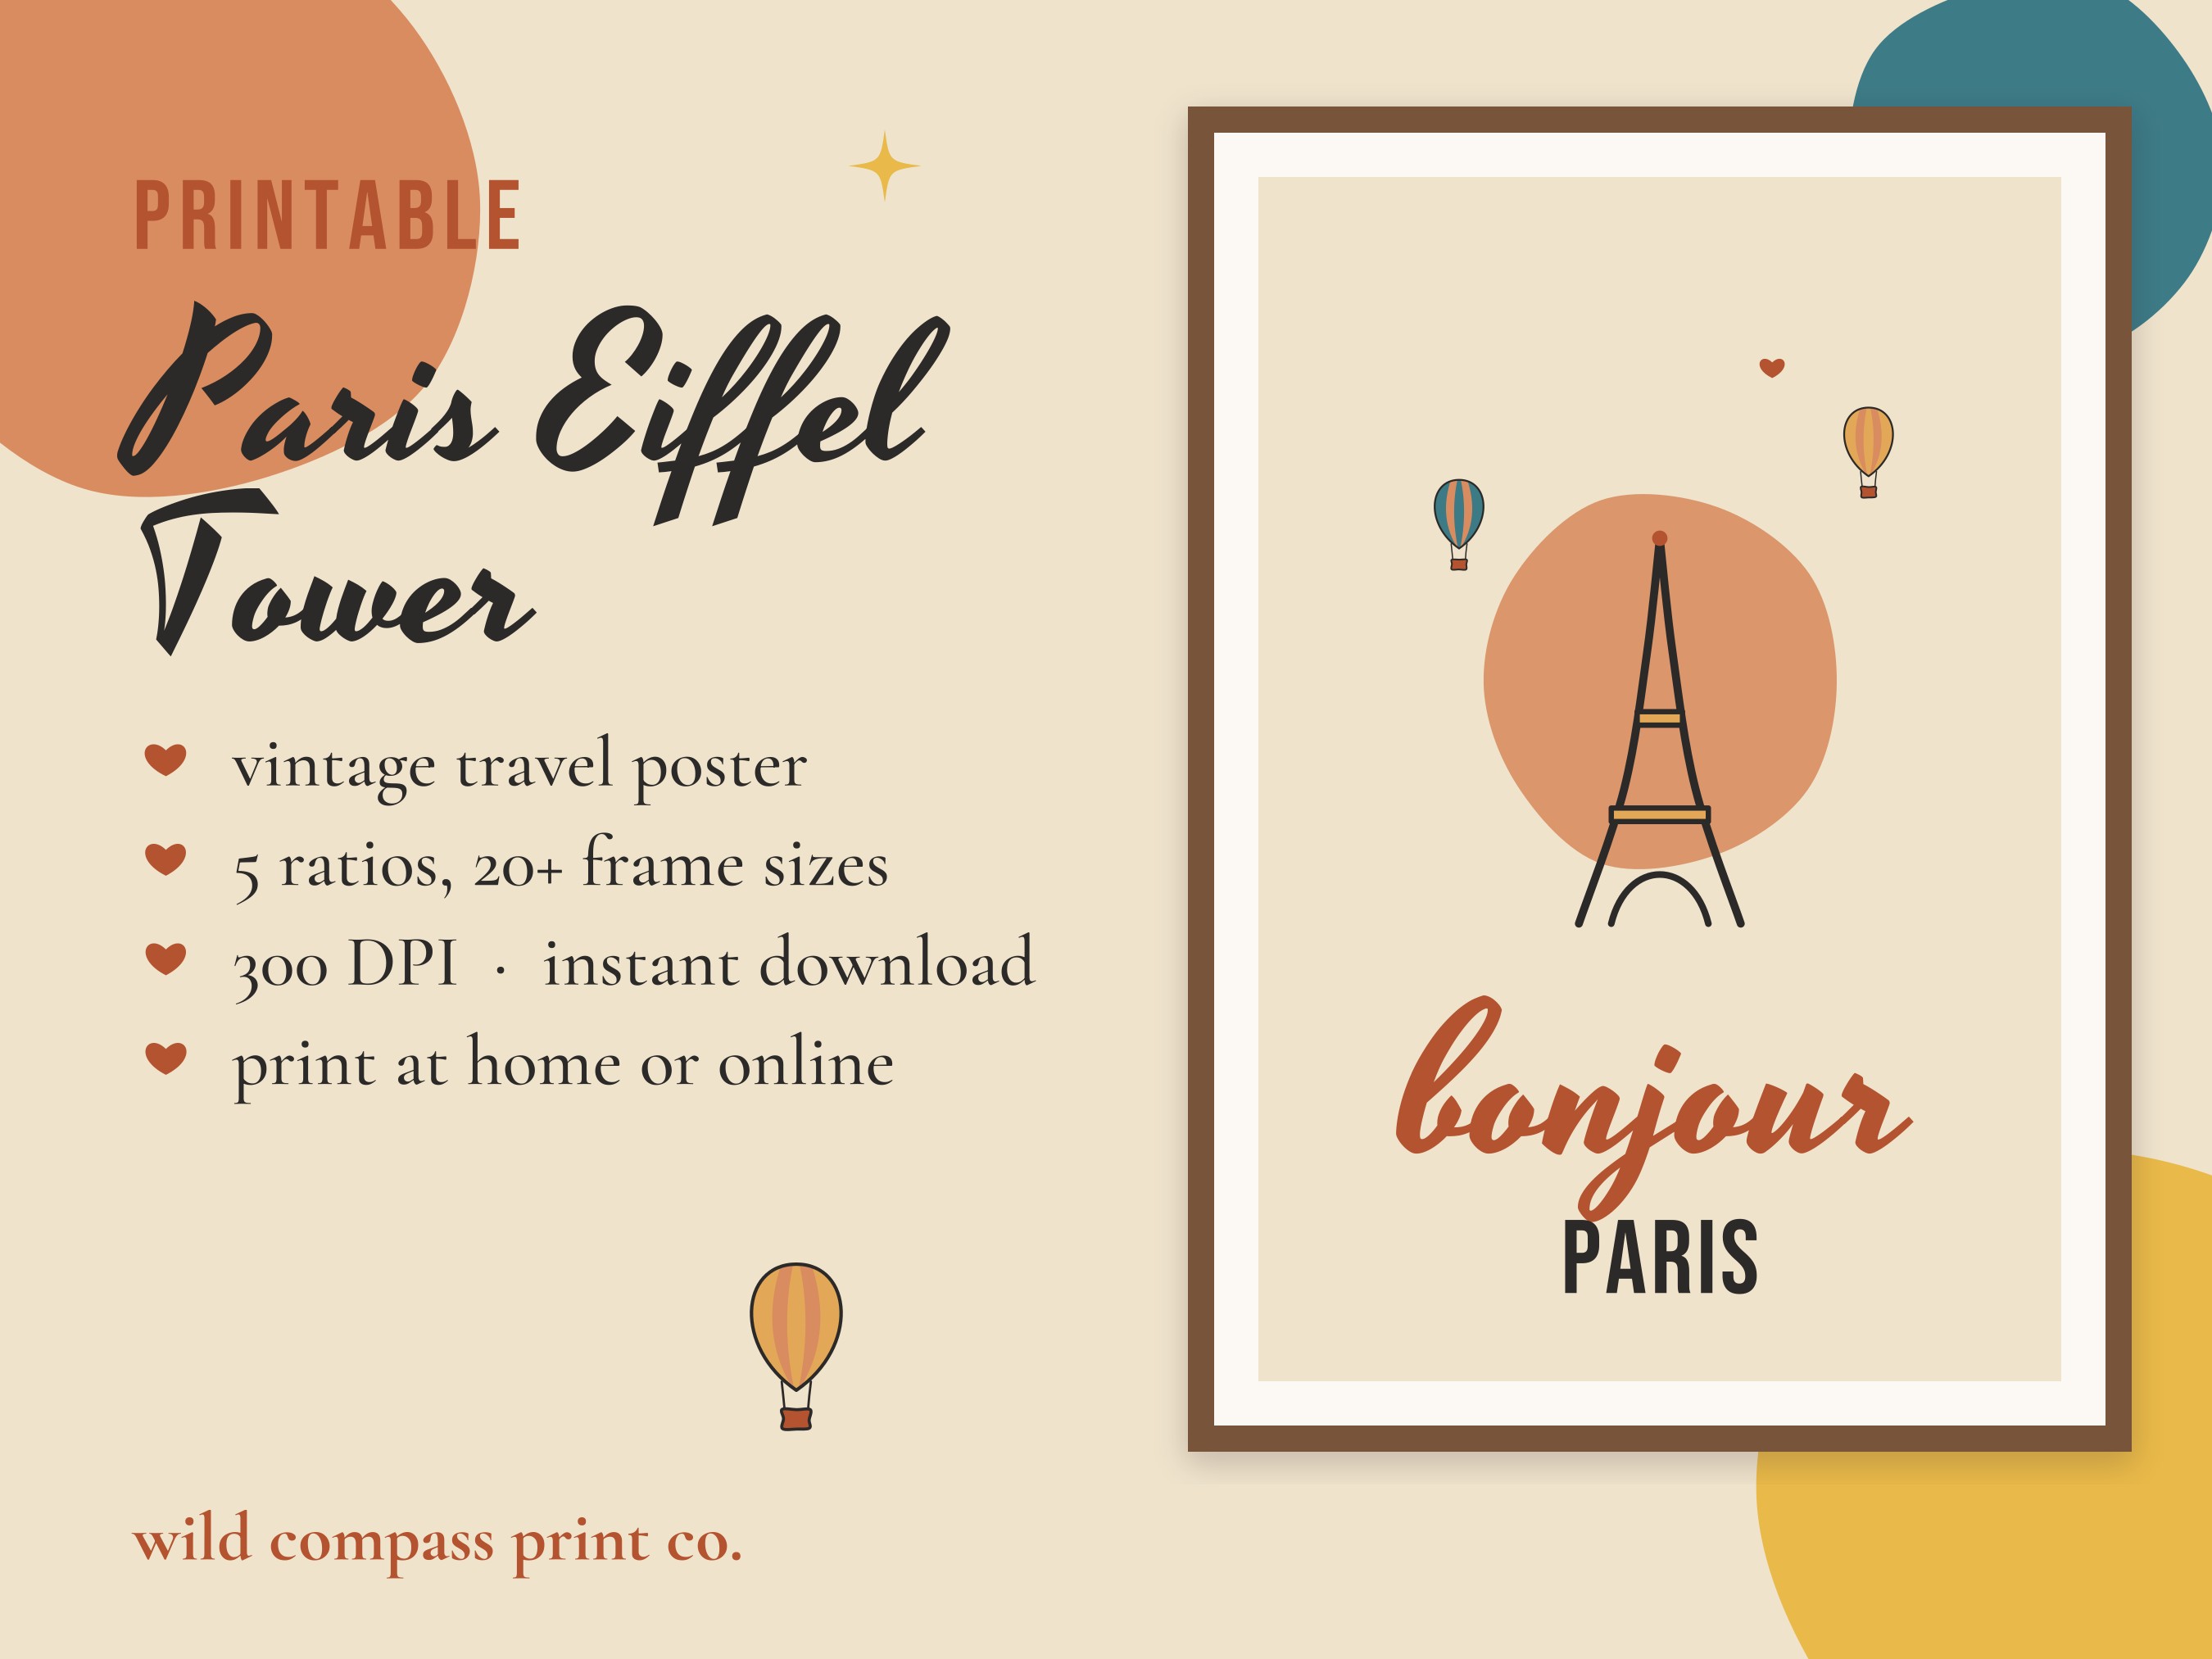 PRINTABLE
Paris Eiffel
Tower
vintage travel poster
5 ratios, 20+ frame sizes
300 DPI · instant download
print at home or online
wild compass print co.
bonjour
PARIS